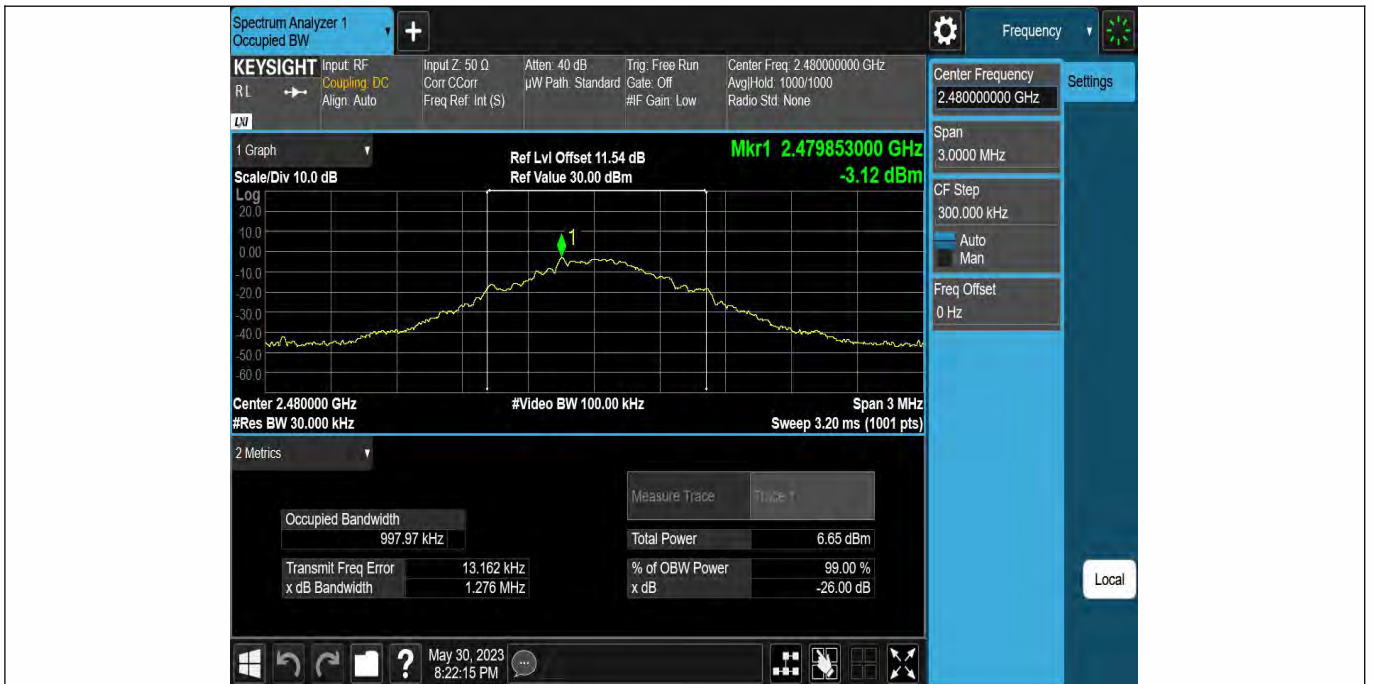 Spectrum Analyzer 1
Occupied BW
Frequency
KEYSIGHT
RL
LXI
Input: RF
Coupling: DC
Align: Auto
Input Z: 50 Ω
Corr CCorr
Freq Ref: Int (S)
Atten: 40 dB
µW Path: Standard
Trig: Free Run
Gate: Off
#IF Gain: Low
Center Freq: 2.480000000 GHz
Avg|Hold: 1000/1000
Radio Std: None
Center Frequency
2.480000000 GHz
Settings
Span
3.0000 MHz
CF Step
300.000 kHz
Auto
Man
Freq Offset
0 Hz
Local
1 Graph
Scale/Div 10.0 dB
Ref Lvl Offset 11.54 dB
Ref Value 30.00 dBm
Mkr1 2.479853000 GHz
-3.12 dBm
Log
20.0
10.0
0.00
-10.0
-20.0
-30.0
-40.0
-50.0
-60.0
1
Center 2.480000 GHz
#Video BW 100.00 kHz
Span 3 MHz
#Res BW 30.000 kHz
Sweep 3.20 ms (1001 pts)
2 Metrics
Measure Trace
Trace 1
Occupied Bandwidth
997.97 kHz
Total Power
6.65 dBm
Transmit Freq Error
13.162 kHz
% of OBW Power
99.00 %
x dB Bandwidth
1.276 MHz
x dB
-26.00 dB
May 30, 2023
8:22:15 PM